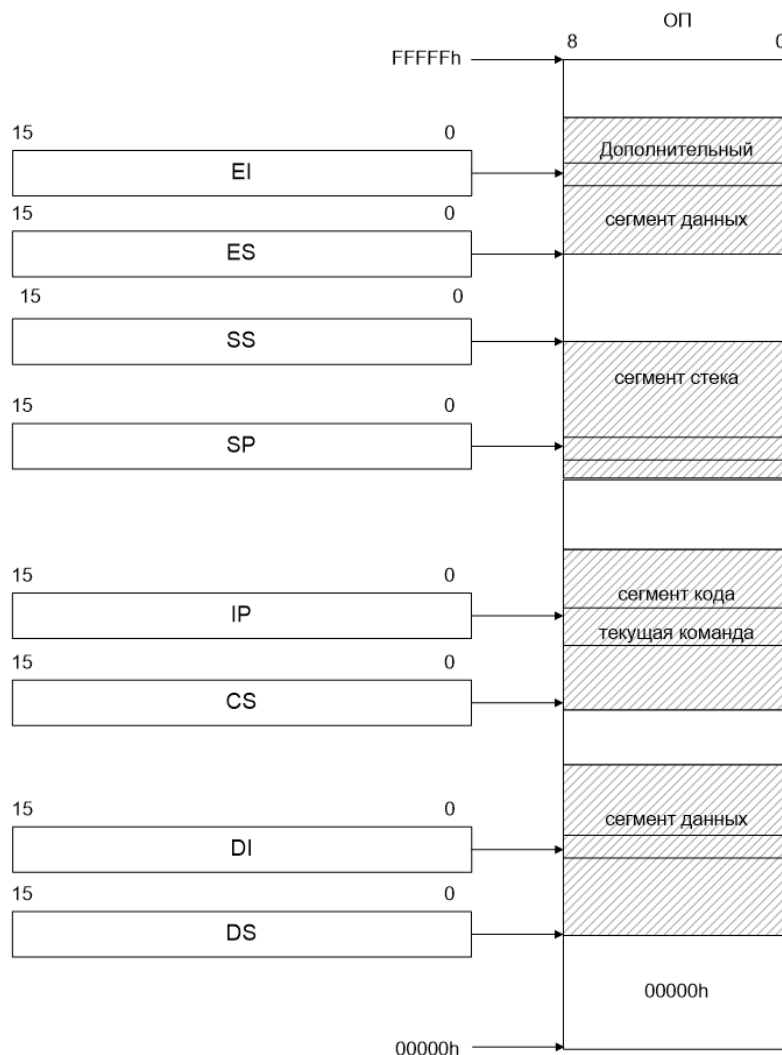 ОП
8 0
FFFFFh
15 0
Дополнительный
EI
15 0
сегмент данных
ES
15 0
SS
сегмент стека
15 0
SP
15 0
сегмент кода
IP
текущая команда
15 0
CS
15 0
сегмент данных
DI
15 0
DS
00000h
00000h